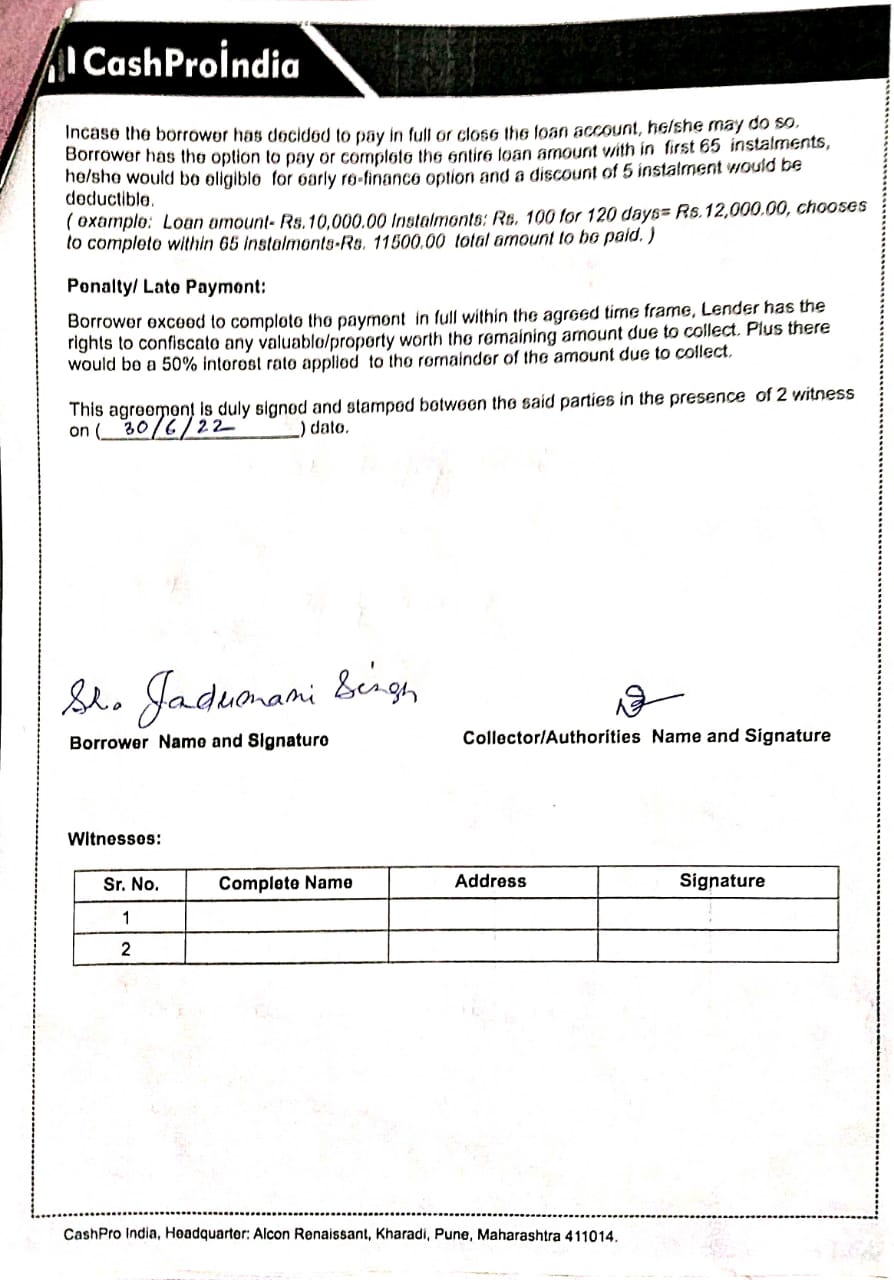 CashProIndia
Incase the borrower has decided to pay in full or close the loan account, he/she may do so.
Borrower has the option to pay or complete the entire loan amount with in first 65 instalments,
he/she would be eligible for early re-finance option and a discount of 5 instalment would be
deductible.
( example: Loan amount- Rs.10,000.00 Instalments: Rs. 100 for 120 days= Rs.12,000.00, chooses
to complete within 65 instalments-Rs. 11500.00 total amount to be paid. )
Penalty/ Late Payment:
Borrower exceed to complete the payment in full within the agreed time frame, Lender has the
rights to confiscate any valuable/property worth the remaining amount due to collect. Plus there
would be a 50% interest rate applied to the remainder of the amount due to collect.
This agreement is duly signed and stamped between the said parties in the presence of 2 witness
on ( 30/6/22 ) date.
Jadumani Singh
Borrower Name and Signature
Collector/Authorities Name and Signature
Witnesses:
Sr. No. Complete Name Address Signature
1
2
CashPro India, Headquarter: Alcon Renaissant, Kharadi, Pune, Maharashtra 411014.